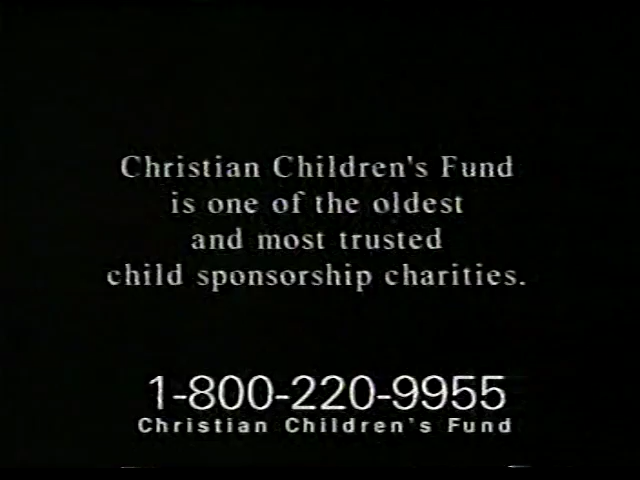 Christian Children's Fund
is one of the oldest
and most trusted
child sponsorship charities.
1-800-220-9955
Christian Children's Fund